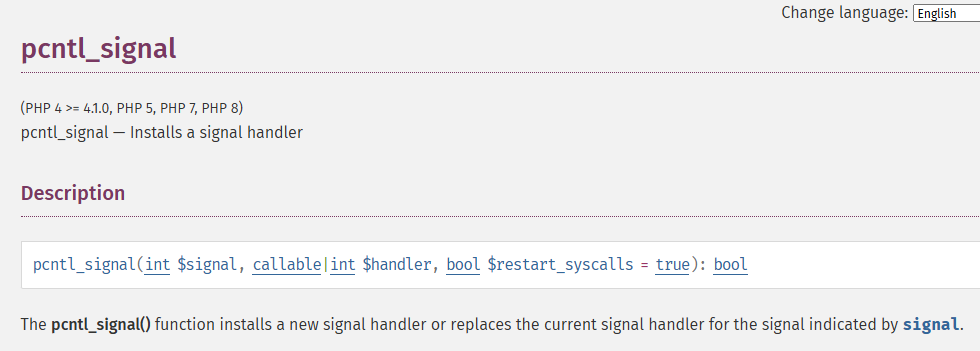 Change language: English
pcntl_signal
(PHP 4 >= 4.1.0, PHP 5, PHP 7, PHP 8)
pcntl_signal — Installs a signal handler
Description
pcntl_signal(int $signal, callable|int $handler, bool $restart_syscalls = true): bool
The pcntl_signal() function installs a new signal handler or replaces the current signal handler for the signal indicated by signal.